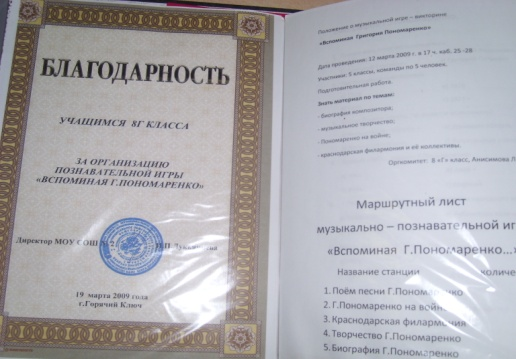 БЛАГОДАРНОСТЬ
УЧАЩИМСЯ 8Г КЛАССА
ЗА ОРГАНИЗАЦИЮ
ПОЗНАВАТЕЛЬНОЙ ИГРЫ
«ВСПОМИНАЯ Г.ПОНОМАРЕНКО»
Директор МОУ СОШ
19 марта 2009 года
г.Горячий Ключ
Положение о музыкальной игре – викторине
«Вспоминая Григория Пономаренко»
Дата проведения: 12 марта 2009 г. в 17 ч. каб. 25 -28
Участники: 5 классы, команды по 5 человек.
Подготовительная работа.
Знать материал по темам:
- биография композитора;
- музыкальное творчество;
- Пономаренко на войне;
- краснодарская филармония и её коллективы.
Оргкомитет: 8 «Г» класс, Анисимова Л
Маршрутный лист
музыкально – познавательной иг
«Вспоминая Г.Пономаренко...»
Название станции количе
1. Поём песни Г.Пономаренко
2. Г.Пономаренко на войне
3. Краснодарская филармония
4. Творчество Г.Пономаренко
5. Биография Г.Пономаренко